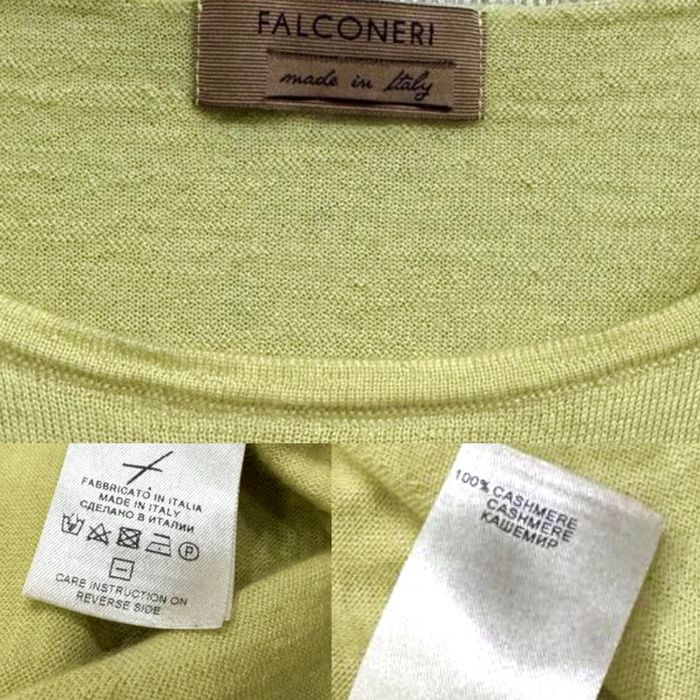 FALCONERI
made in Italy
FABBRICATO IN ITALIA
MADE IN ITALY
СДЕЛАНО В ИТАЛИИ
P
CARE INSTRUCTION ON
REVERSE SIDE
100% CASHMERE
CASHMERE
КАШЕМИР